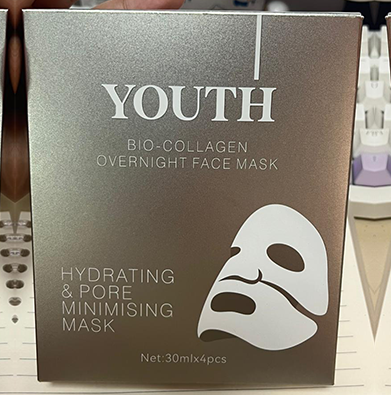 YOUTH
BIO-COLLAGEN
OVERNIGHT FACE MASK
HYDRATING
& PORE
MINIMISING
MASK
Net:30mlx4pcs